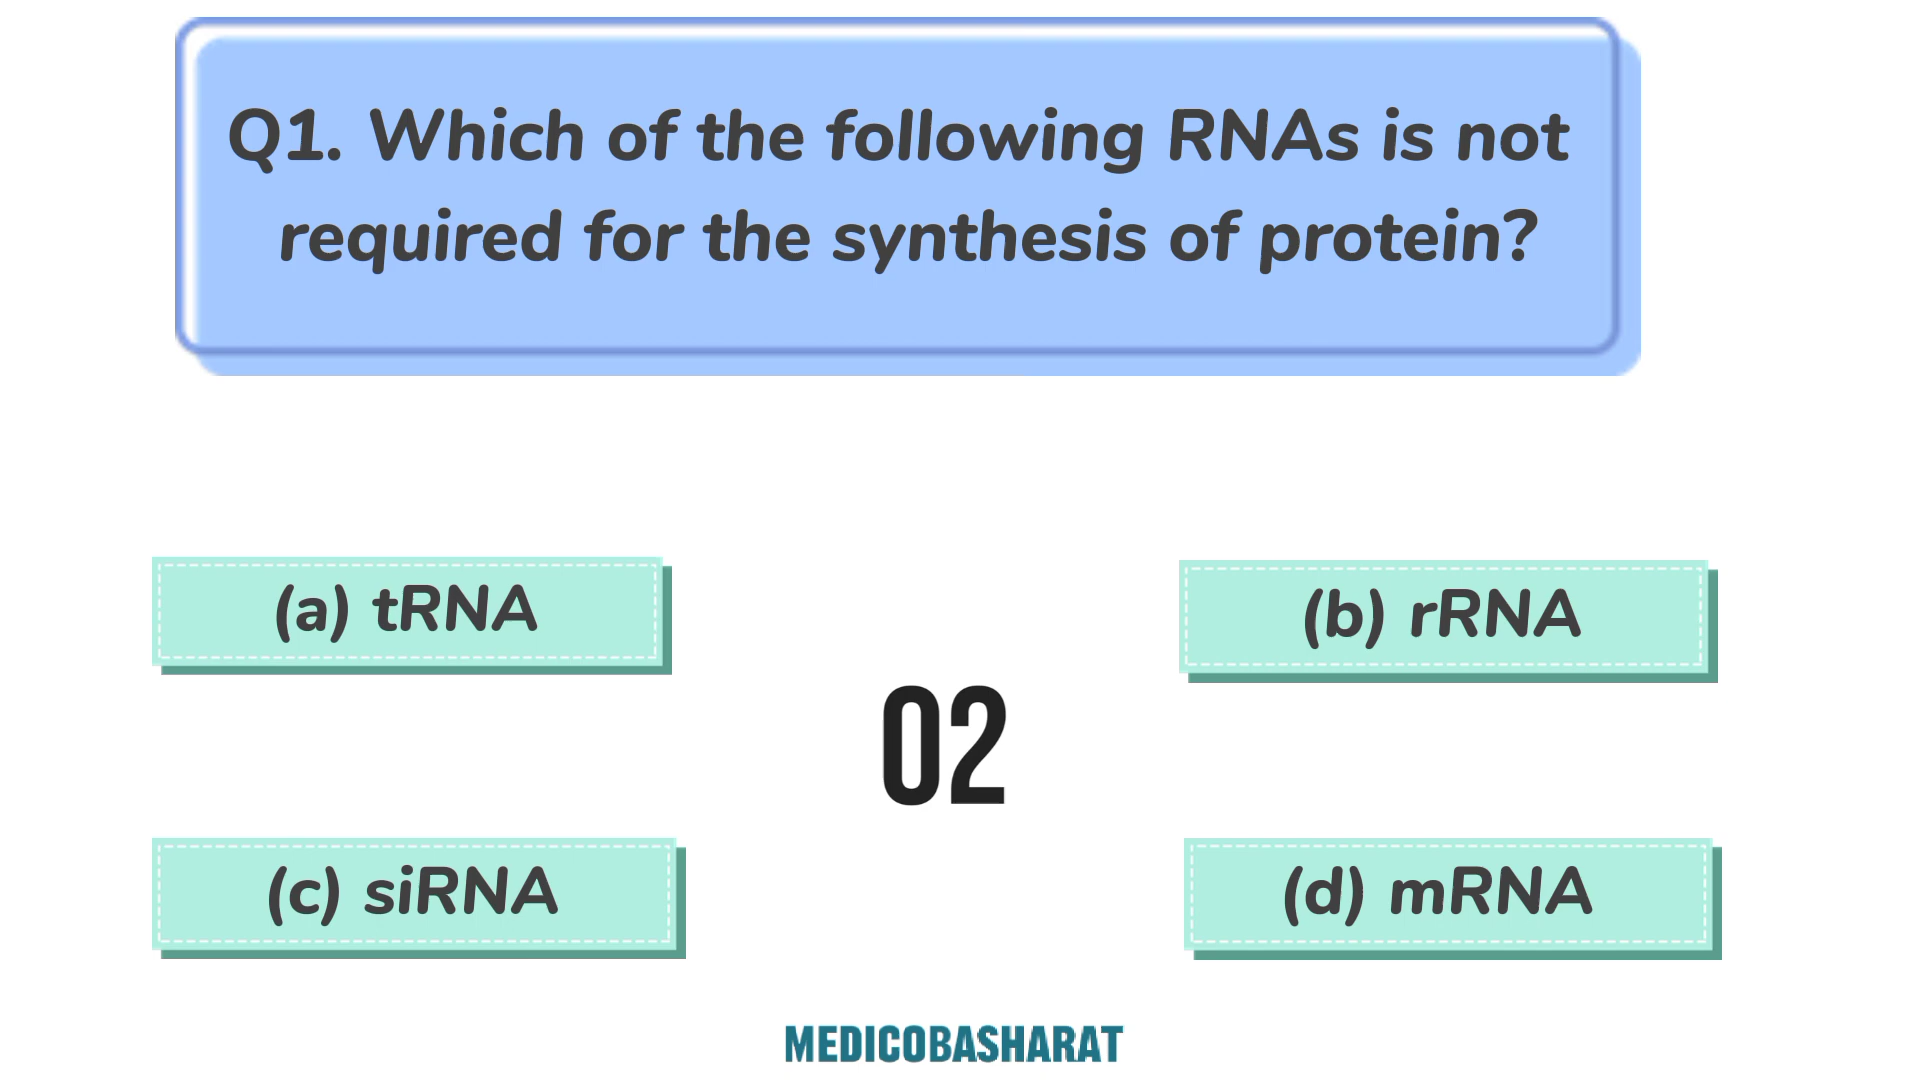 Q1. Which of the following RNAs is not
required for the synthesis of protein?
(a) tRNA
(b) rRNA
02
(c) siRNA
(d) mRNA
MEDICOBASHARAT